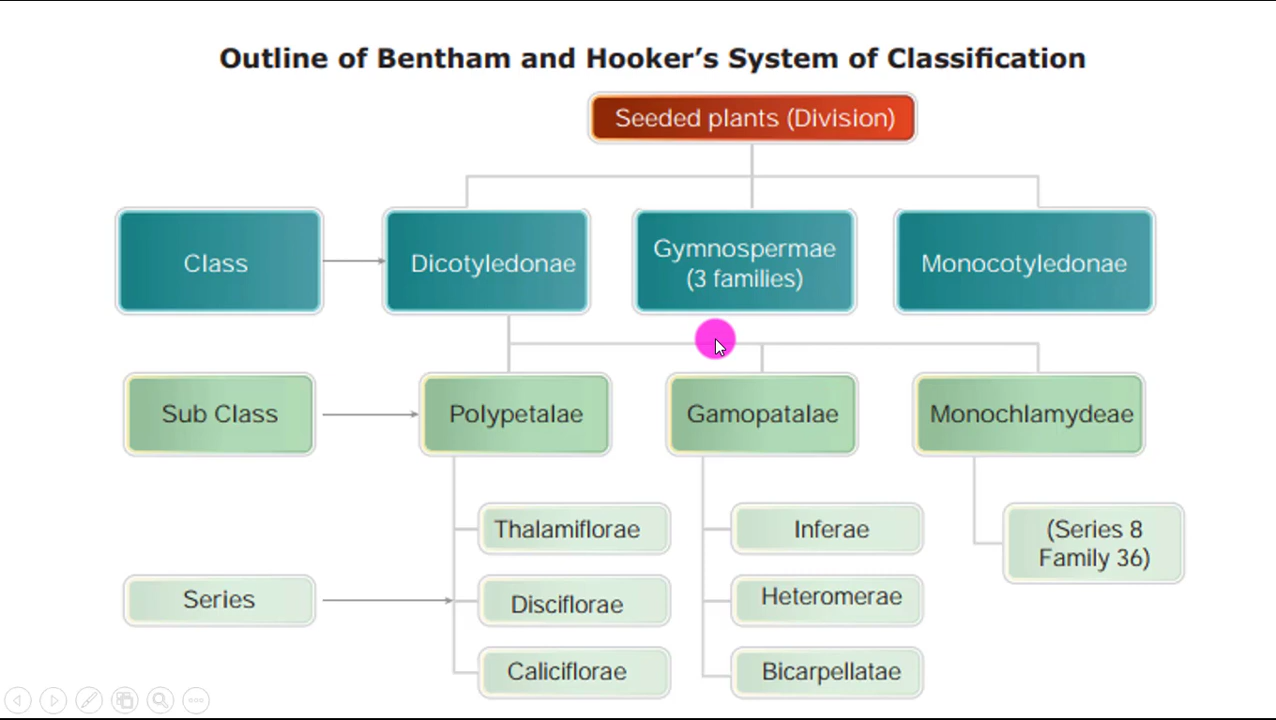 Outline of Bentham and Hooker’s System of Classification
Seeded plants (Division)
Class
Dicotyledonae
Gymnospermae
(3 families)
Monocotyledonae
Sub Class
Polypetalae
Gamopatalae
Monochlamydeae
Thalamiflorae
Inferae
(Series 8
Family 36)
Series
Disciflorae
Heteromerae
Caliciflorae
Bicarpellatae